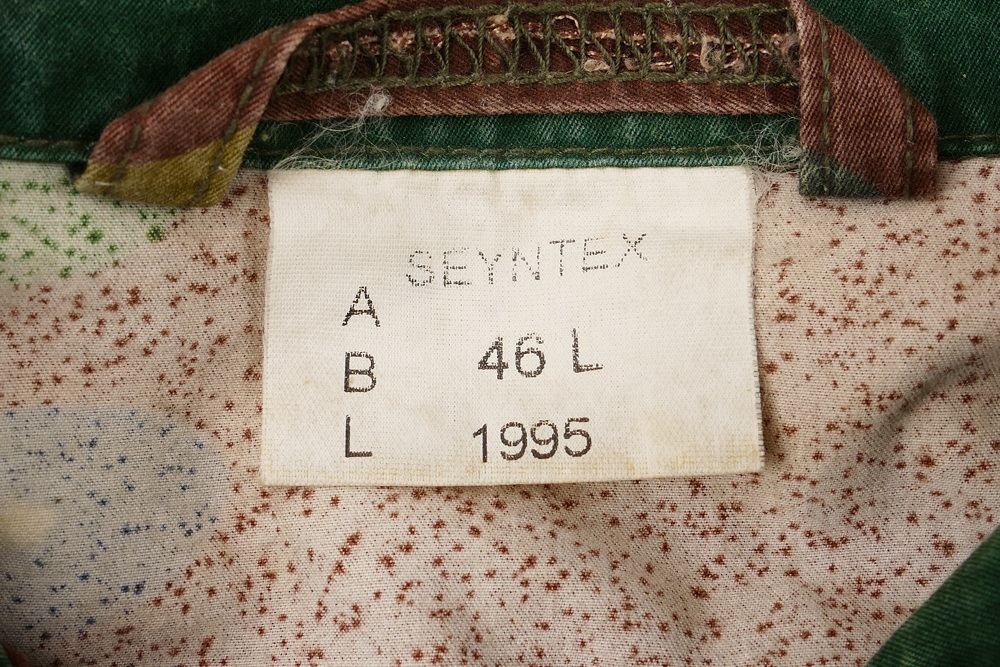 SEYNTEX
A
B 46 L
L 1995